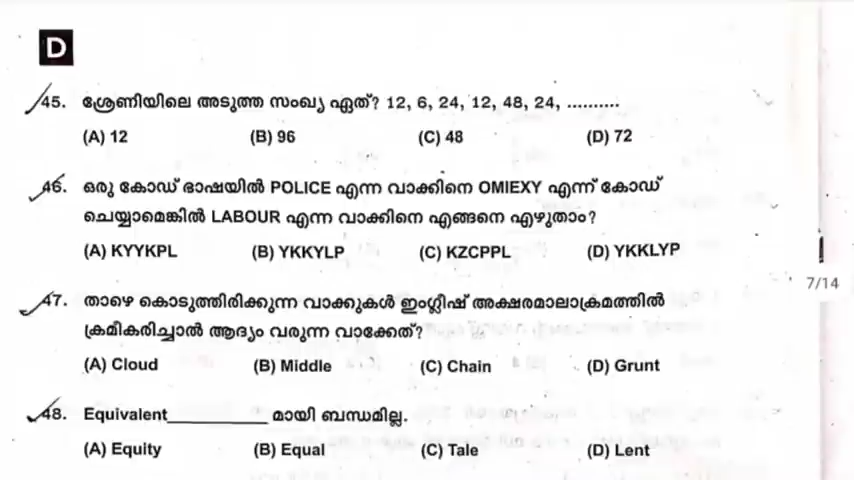 D
45. ശ്രേണിയിലെ അടുത്ത സംഖ്യ ഏത്? 12, 6, 24, 12, 48, 24, ..........
(A) 12 (B) 96 (C) 48 (D) 72
46. ഒരു കോഡ് ഭാഷയിൽ POLICE എന്ന വാക്കിനെ OMIEXY എന്ന് കോഡ്
ചെയ്യാമെങ്കിൽ LABOUR എന്ന വാക്കിനെ എങ്ങനെ എഴുതാം?
(A) KYYKPL (B) YKKYLP (C) KZCPPL (D) YKKLYP
7/14
47. താഴെ കൊടുത്തിരിക്കുന്ന വാക്കുകൾ ഇംഗ്ലീഷ് അക്ഷരമാലാക്രമത്തിൽ
ക്രമീകരിച്ചാൽ ആദ്യം വരുന്ന വാക്കേത്?
(A) Cloud (B) Middle (C) Chain (D) Grunt
48. Equivalent__________ മായി ബന്ധമില്ല.
(A) Equity (B) Equal (C) Tale (D) Lent